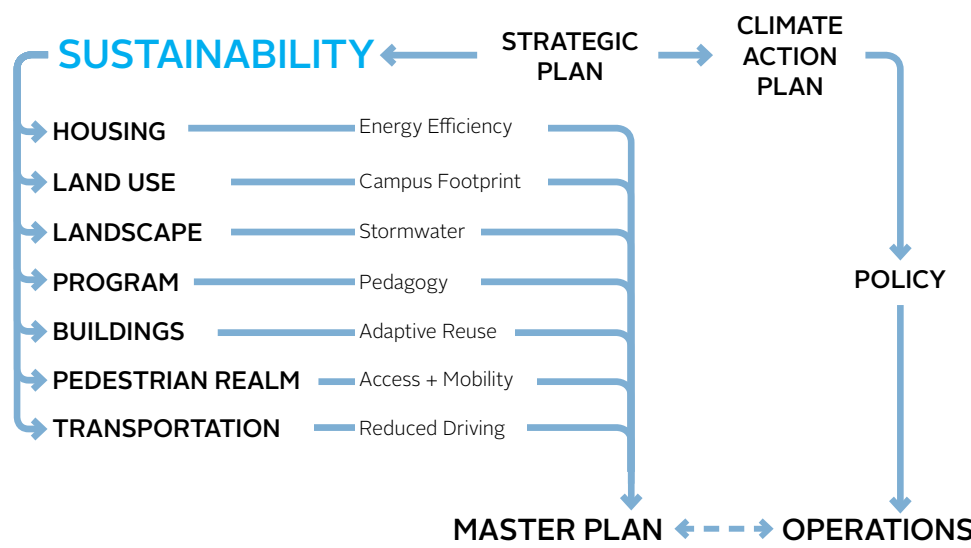 SUSTAINABILITY
STRATEGIC
PLAN
CLIMATE
ACTION
PLAN
HOUSING
Energy Efficiency
LAND USE
Campus Footprint
LANDSCAPE
Stormwater
PROGRAM
Pedagogy
POLICY
BUILDINGS
Adaptive Reuse
PEDESTRIAN REALM
Access + Mobility
TRANSPORTATION
Reduced Driving
MASTER PLAN
OPERATIONS